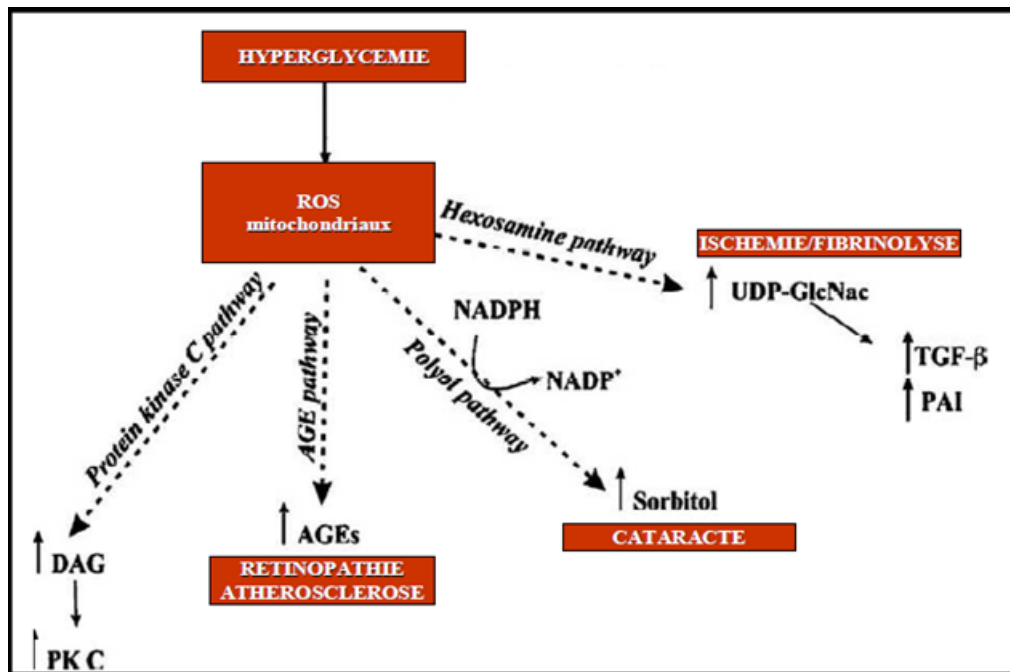 HYPERGLYCEMIE
ROS
mitochondriaux
Hexosamine pathway
ISCHEMIE/FIBRINOLYSE
↑ UDP-GlcNac
↑TGF-β
↑ PAI
NADPH
NADP⁺
Polyol pathway
↑ Sorbitol
CATARACTE
AGE pathway
↑ AGEs
RETINOPATHIE
ATHEROSCLEROSE
Protein kinase C pathway
↑ DAG
↑ PK C